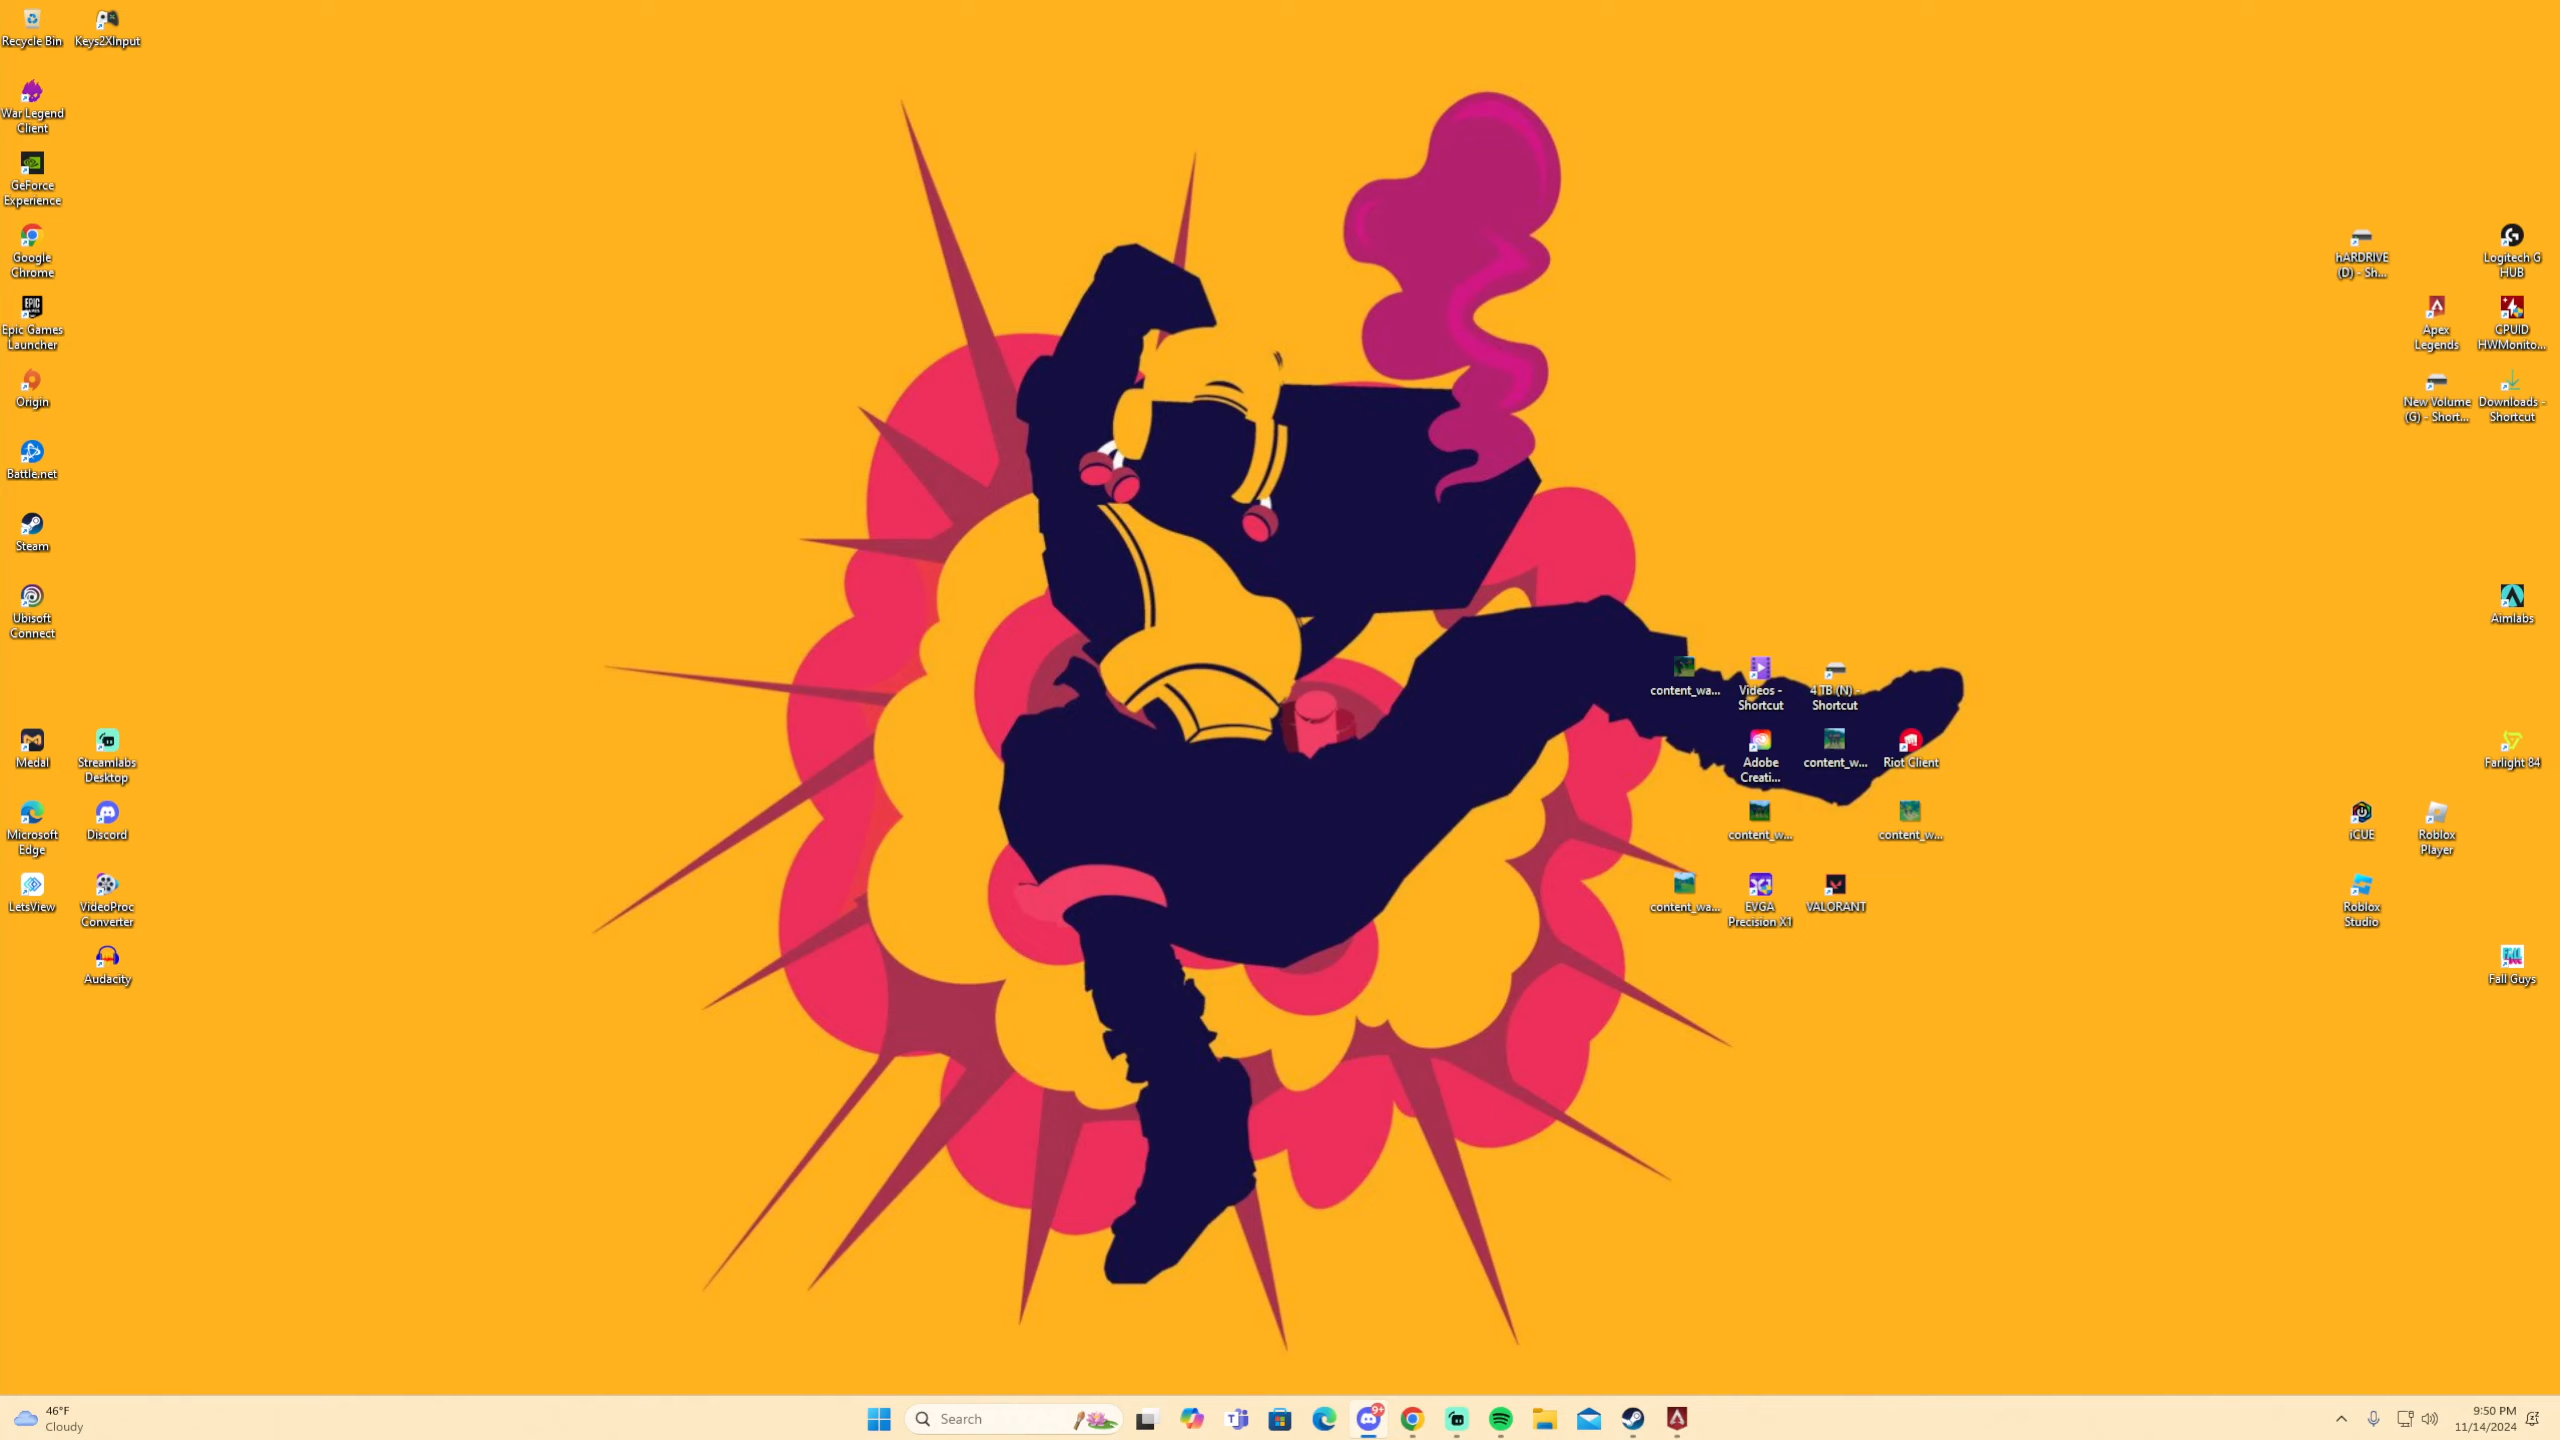 Recycle Bin
Keys2XInput
War Legend
Client
GeForce
Experience
Google
Chrome
EPIC
GAMES
Epic Games
Launcher
Origin
Battle.net
Steam
Ubisoft
Connect
Medal
Streamlabs
Desktop
Microsoft
Edge
Discord
LetsView
VideoProc
Converter
Audacity
hARDRIVE
(D) - Sh...
Logitech G
HUB
Apex
Legends
CPUID
HWMonito...
New Volume
(G) - Short...
Downloads -
Shortcut
Aimlabs
content_wa...
Videos -
Shortcut
4 TB (N) -
Shortcut
Adobe
Creati...
content_w...
Riot Client
Farlight 84
content_w...
content_w...
iCUE
Roblox
Player
content_wa...
EVGA
Precision X1
VALORANT
Roblox
Studio
FALL
Fall Guys
46°F
Cloudy
Search
9+
9:50 PM
11/14/2024